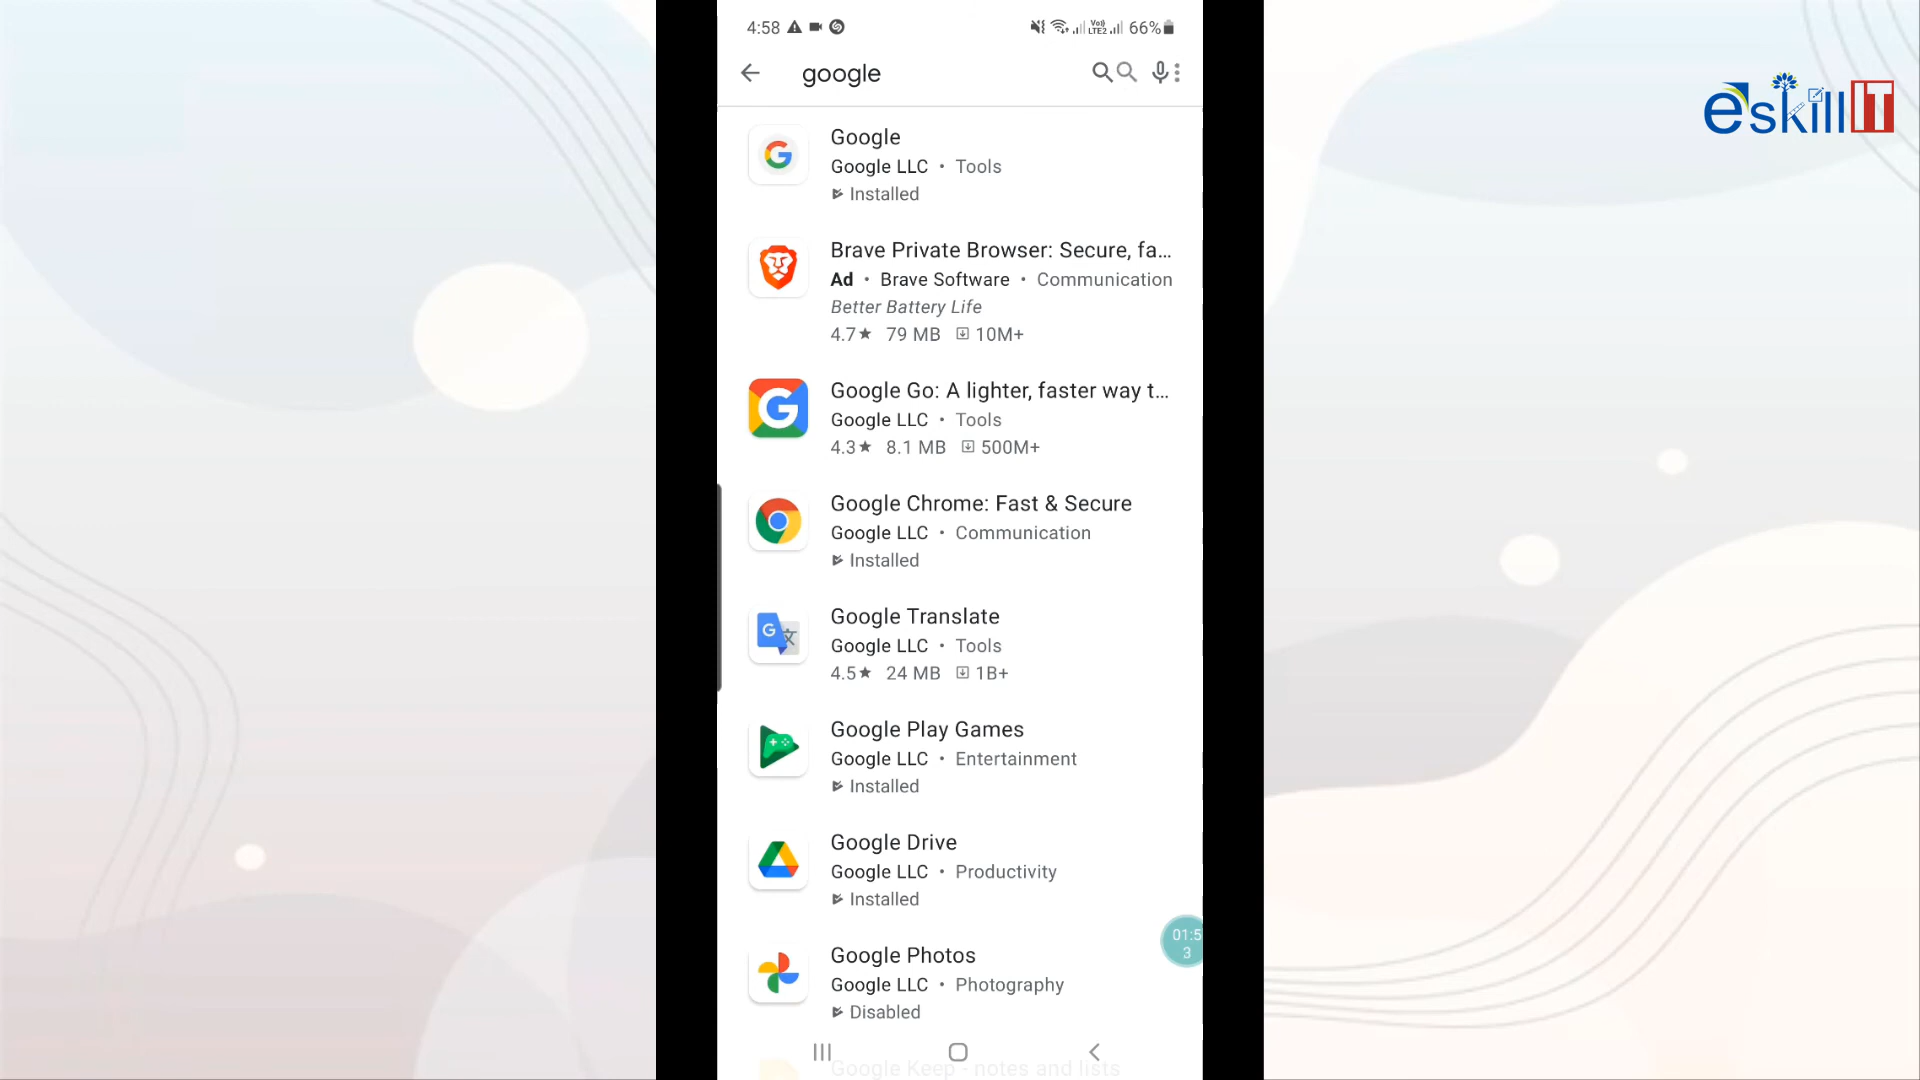 4:58 66%
google
eskillIT
Google
Google LLC • Tools
Installed
Brave Private Browser: Secure, fa...
Ad • Brave Software • Communication
Better Battery Life
4.7★ 79 MB 10M+
Google Go: A lighter, faster way t...
Google LLC • Tools
4.3★ 8.1 MB 500M+
Google Chrome: Fast & Secure
Google LLC • Communication
Installed
Google Translate
Google LLC • Tools
4.5★ 24 MB 1B+
Google Play Games
Google LLC • Entertainment
Installed
Google Drive
Google LLC • Productivity
Installed
01:5
3
Google Photos
Google LLC • Photography
Disabled
Google Keep - notes and lists